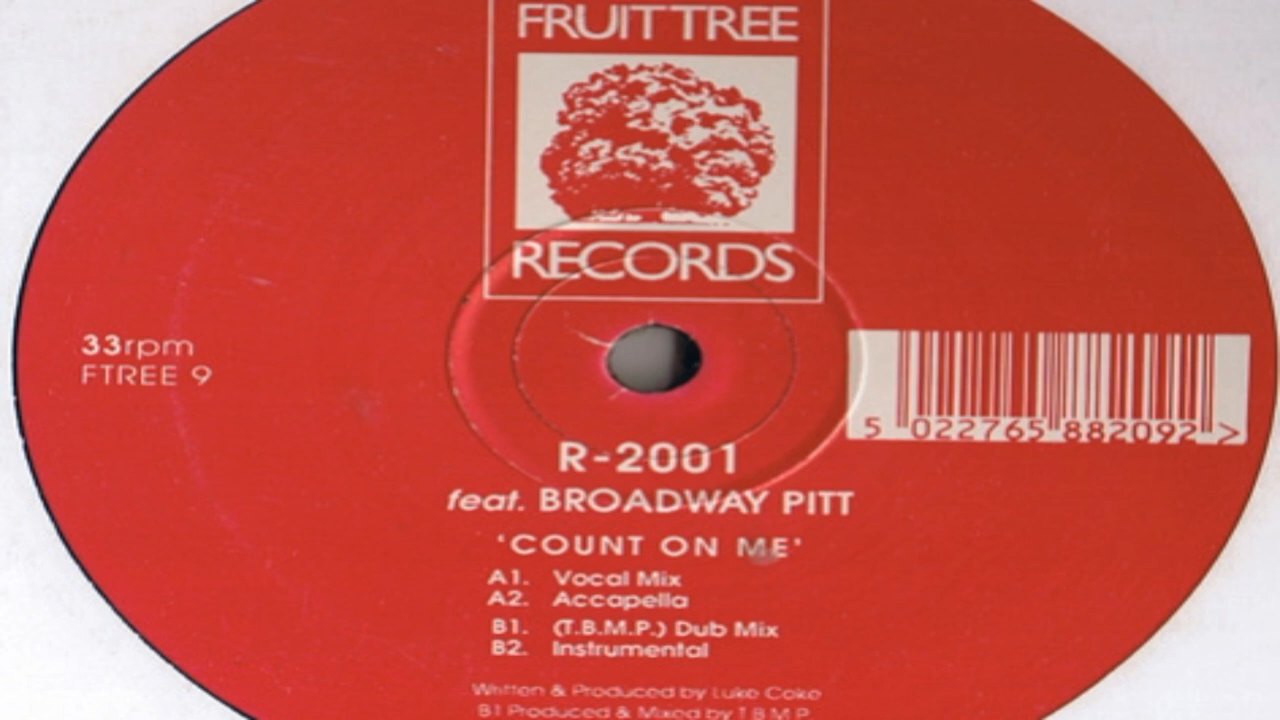 FRUIT TREE
RECORDS
33rpm
FTREE 9
5 022765 882092 >
R-2001
feat. BROADWAY PITT
'COUNT ON ME'
A1. Vocal Mix
A2. Accapella
B1. (T.B.M.P.) Dub Mix
B2. Instrumental
Written & Produced by Luke Coke
B1 Produced & Mixed by T.B.M.P.